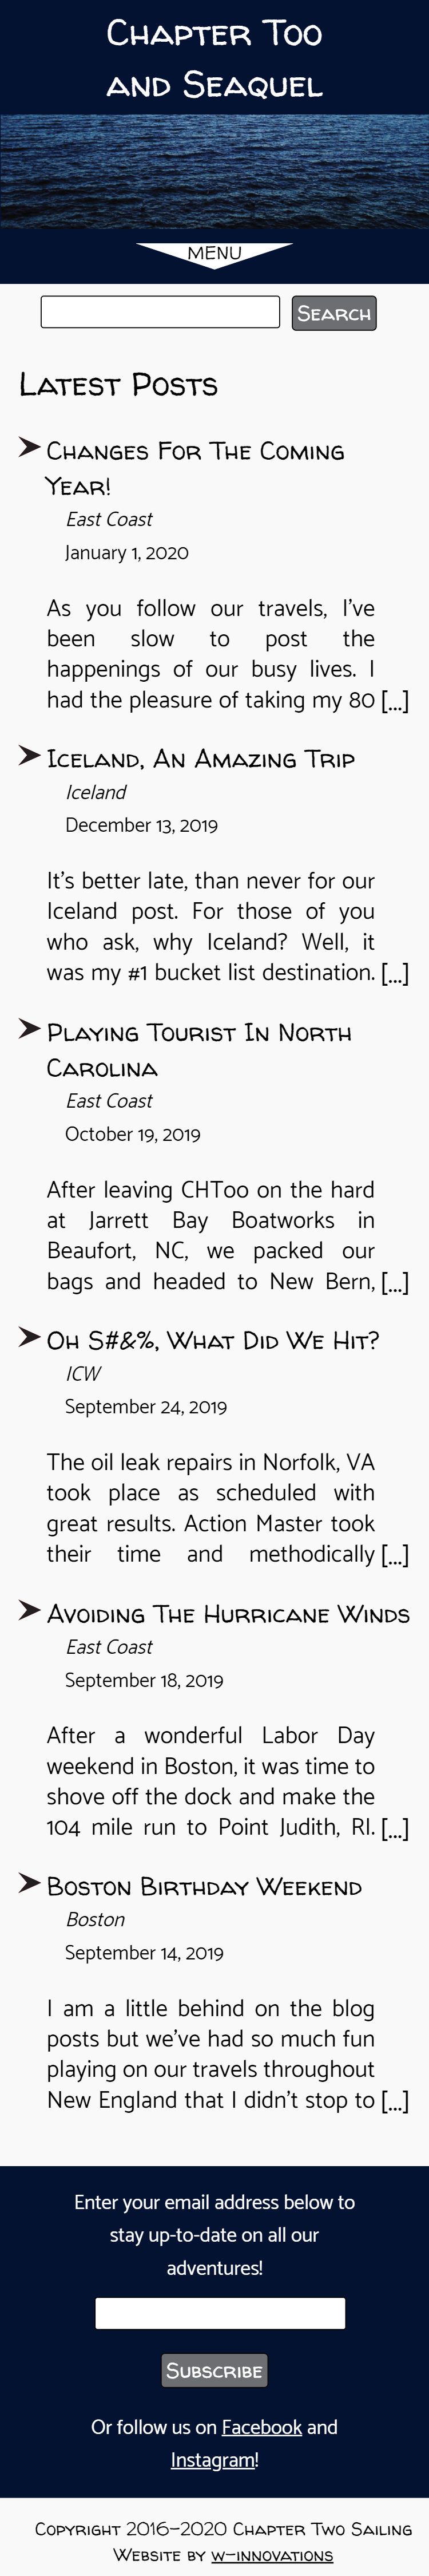 Chapter Too
and Seaquel
MENU
Search
Latest Posts
Changes For The Coming
Year!
East Coast
January 1, 2020
As you follow our travels, I've
been slow to post the
happenings of our busy lives. I
had the pleasure of taking my 80 [...]
Iceland, An Amazing Trip
Iceland
December 13, 2019
It's better late, than never for our
Iceland post. For those of you
who ask, why Iceland? Well, it
was my #1 bucket list destination. [...]
Playing Tourist In North
Carolina
East Coast
October 19, 2019
After leaving CHToo on the hard
at Jarrett Bay Boatworks in
Beaufort, NC, we packed our
bags and headed to New Bern, [...]
Oh S#&%, What Did We Hit?
ICW
September 24, 2019
The oil leak repairs in Norfolk, VA
took place as scheduled with
great results. Action Master took
their time and methodically [...]
Avoiding The Hurricane Winds
East Coast
September 18, 2019
After a wonderful Labor Day
weekend in Boston, it was time to
shove off the dock and make the
104 mile run to Point Judith, RI. [...]
Boston Birthday Weekend
Boston
September 14, 2019
I am a little behind on the blog
posts but we've had so much fun
playing on our travels throughout
New England that I didn't stop to [...]
Enter your email address below to
stay up-to-date on all our
adventures!
Subscribe
Or follow us on Facebook and
Instagram!
Copyright 2016-2020 Chapter Two Sailing
Website by w-innovations